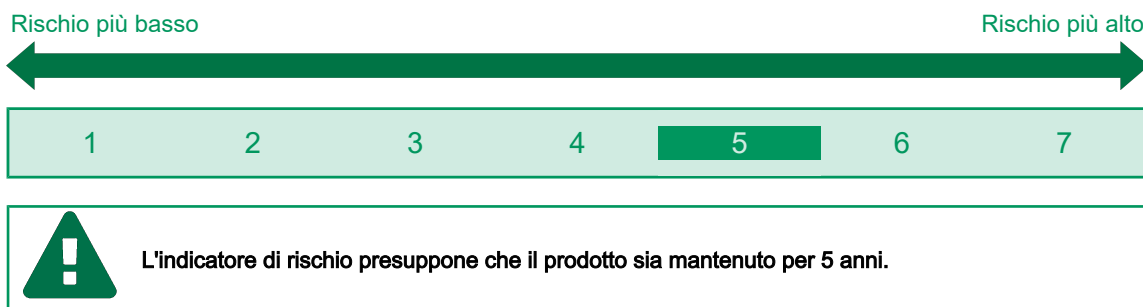 Rischio più basso Rischio più alto
1 2 3 4 5 6 7
L'indicatore di rischio presuppone che il prodotto sia mantenuto per 5 anni.